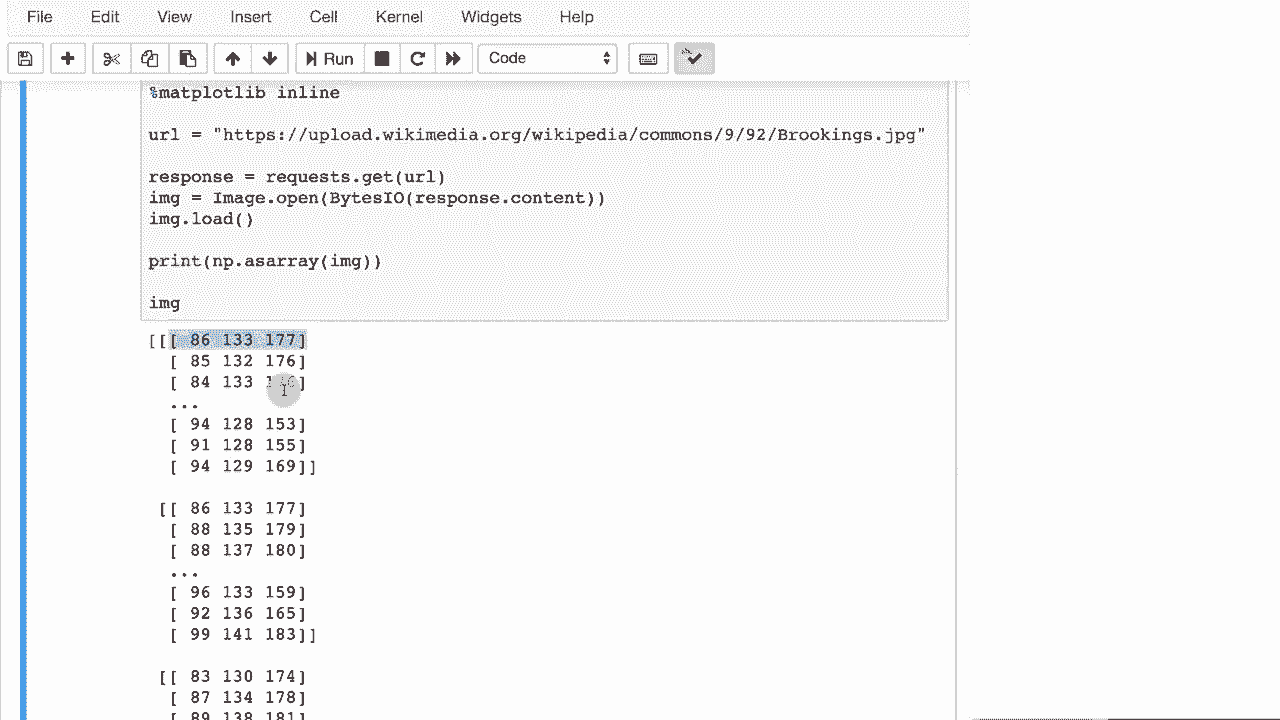 File Edit View Insert Cell Kernel Widgets Help
Run Code
%matplotlib inline
url = "https://upload.wikimedia.org/wikipedia/commons/9/92/Brookings.jpg"
response = requests.get(url)
img = Image.open(BytesIO(response.content))
img.load()
print(np.asarray(img))
img
[[[ 86 133 177]
[ 85 132 176]
[ 84 133 ]
...
[ 94 128 153]
[ 91 128 155]
[ 94 129 169]]
[[ 86 133 177]
[ 88 135 179]
[ 88 137 180]
...
[ 96 133 159]
[ 92 136 165]
[ 99 141 183]]
[[ 83 130 174]
[ 87 134 178]
[ 89 138 181]